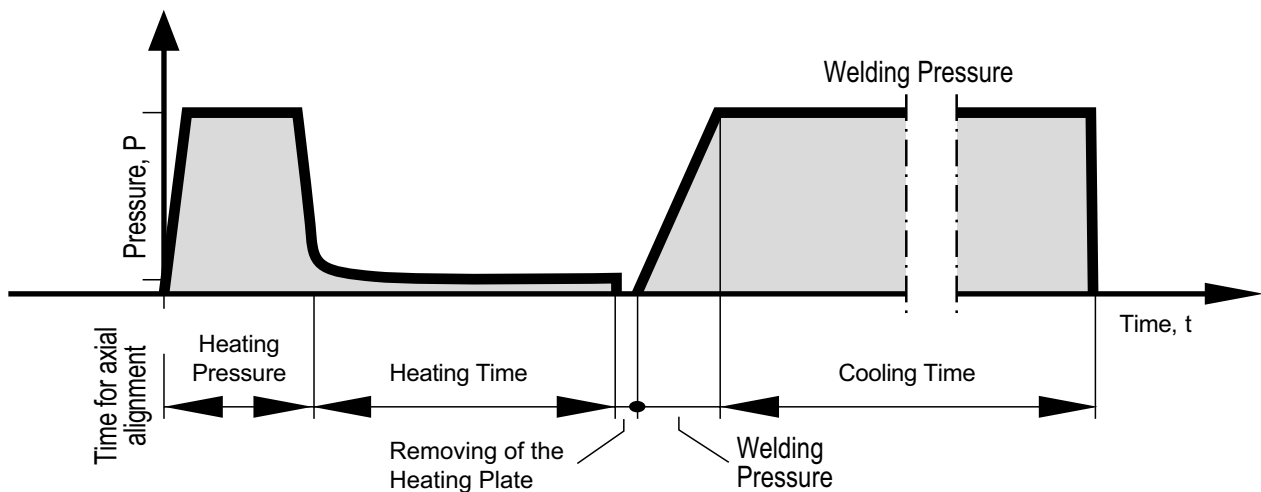 Welding Pressure
Pressure, P
Time, t
Time for axial
alignment
Heating
Pressure
Heating Time
Cooling Time
Removing of the
Heating Plate
Welding
Pressure